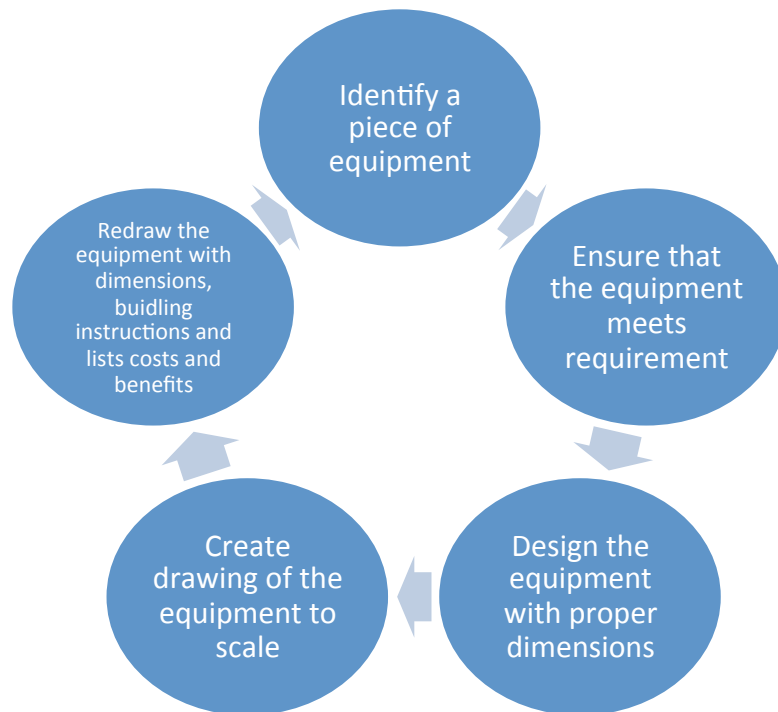 Identify a
piece of
equipment
Ensure that
the equipment
meets
requirement
Design the
equipment
with proper
dimensions
Create
drawing of the
equipment to
scale
Redraw the
equipment with
dimensions,
buidling
instructions and
lists costs and
benefits